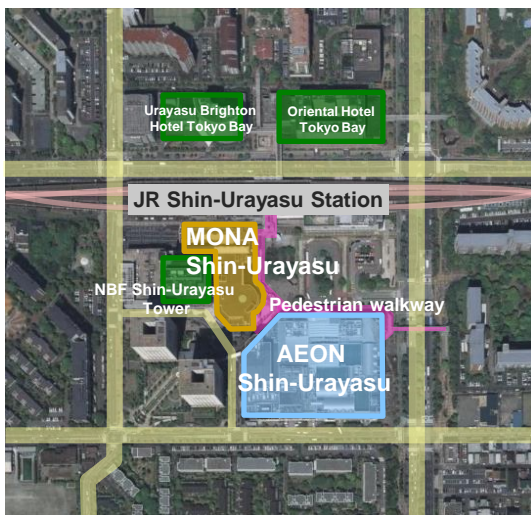 Urayasu Brighton
Hotel Tokyo Bay
Oriental Hotel
Tokyo Bay
JR Shin-Urayasu Station
MONA
Shin-Urayasu
NBF Shin-Urayasu
Tower
Pedestrian walkway
AEON
Shin-Urayasu